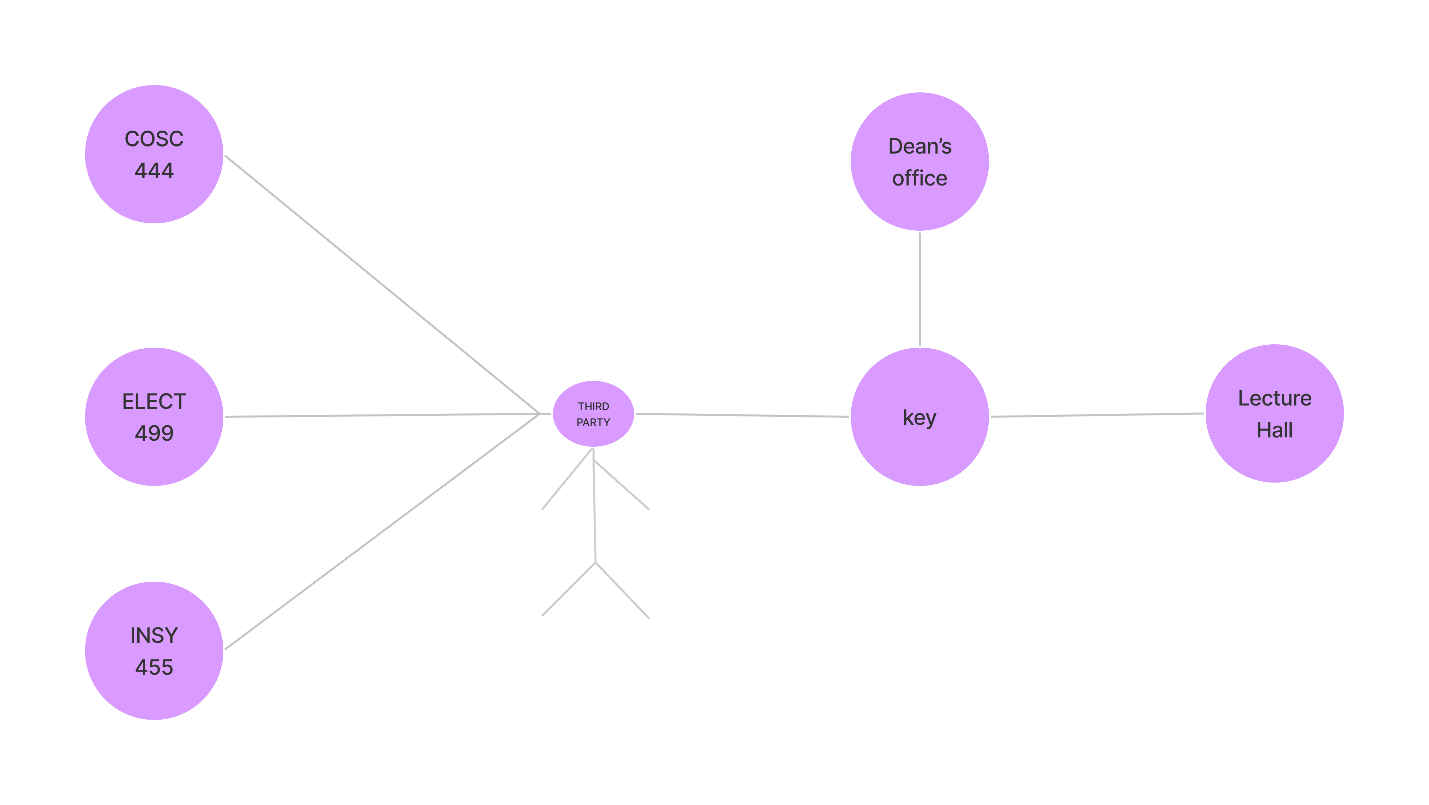 COSC
444
Dean’s
office
ELECT
499
THIRD
PARTY
key
Lecture
Hall
INSY
455